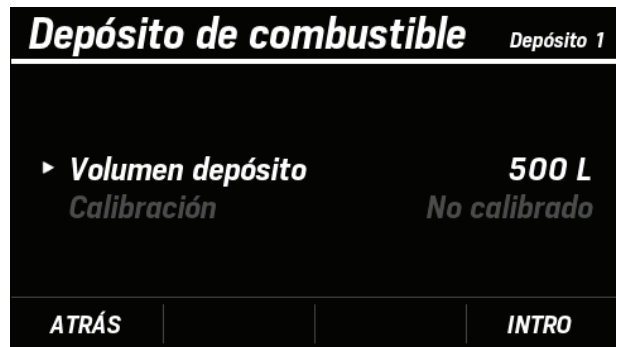 Depósito de combustible Depósito 1
Volumen depósito 500 L
Calibración No calibrado
ATRÁS INTRO